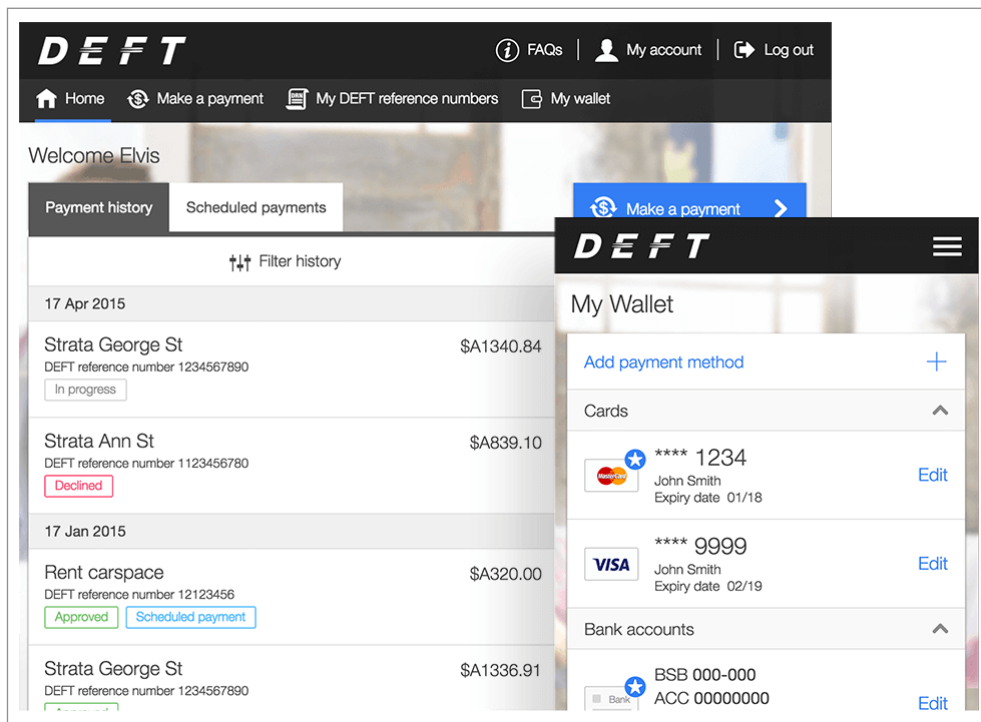 DEFT
FAQs
My account
Log out
Home
Make a payment
DRN
My DEFT reference numbers
My wallet
Welcome Elvis
Payment history
Scheduled payments
Make a payment
Filter history
17 Apr 2015
Strata George St
$A1340.84
DEFT reference number 1234567890
In progress
Strata Ann St
$A839.10
DEFT reference number 1123456780
Declined
17 Jan 2015
Rent carspace
$A320.00
DEFT reference number 12123456
Approved
Scheduled payment
Strata George St
$A1336.91
DEFT reference number 1234567890
Approved
DEFT
My Wallet
Add payment method
Cards
MasterCard
**** 1234
John Smith
Expiry date 01/18
Edit
VISA
**** 9999
John Smith
Expiry date 02/19
Edit
Bank accounts
Bank
BSB 000-000
ACC 00000000
Edit